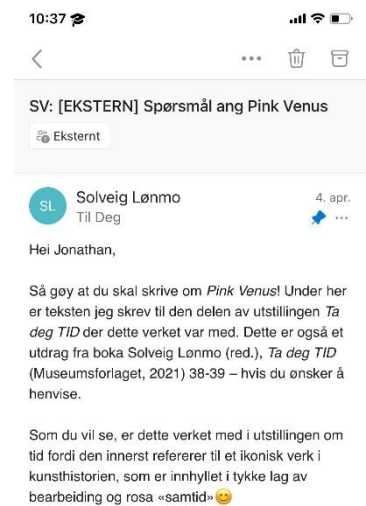 10:37
SV: [EKSTERN] Spørsmål ang Pink Venus
Eksternt
SL
Solveig Lønmo
4. apr.
Til Deg
Hei Jonathan,
Så gøy at du skal skrive om Pink Venus! Under her
er teksten jeg skrev til den delen av utstillingen Ta
deg TID der dette verket var med. Dette er også et
utdrag fra boka Solveig Lønmo (red.), Ta deg TID
(Museumsforlaget, 2021) 38-39 – hvis du ønsker å
henvise.
Som du vil se, er dette verket med i utstillingen om
tid fordi den innerst refererer til et ikonisk verk i
kunsthistorien, som er innhyllet i tykke lag av
bearbeiding og rosa «samtid»😊